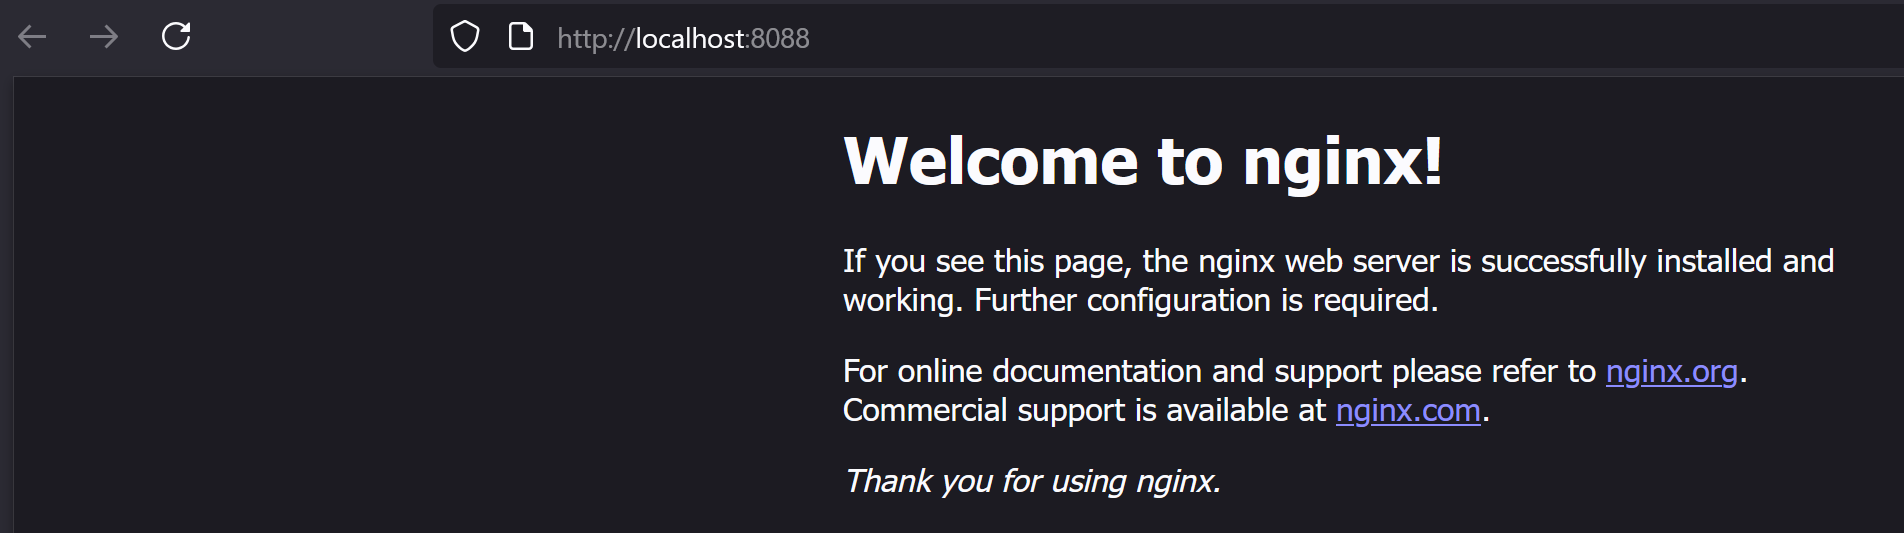 http://localhost:8088
Welcome to nginx!
If you see this page, the nginx web server is successfully installed and
working. Further configuration is required.
For online documentation and support please refer to nginx.org.
Commercial support is available at nginx.com.
Thank you for using nginx.